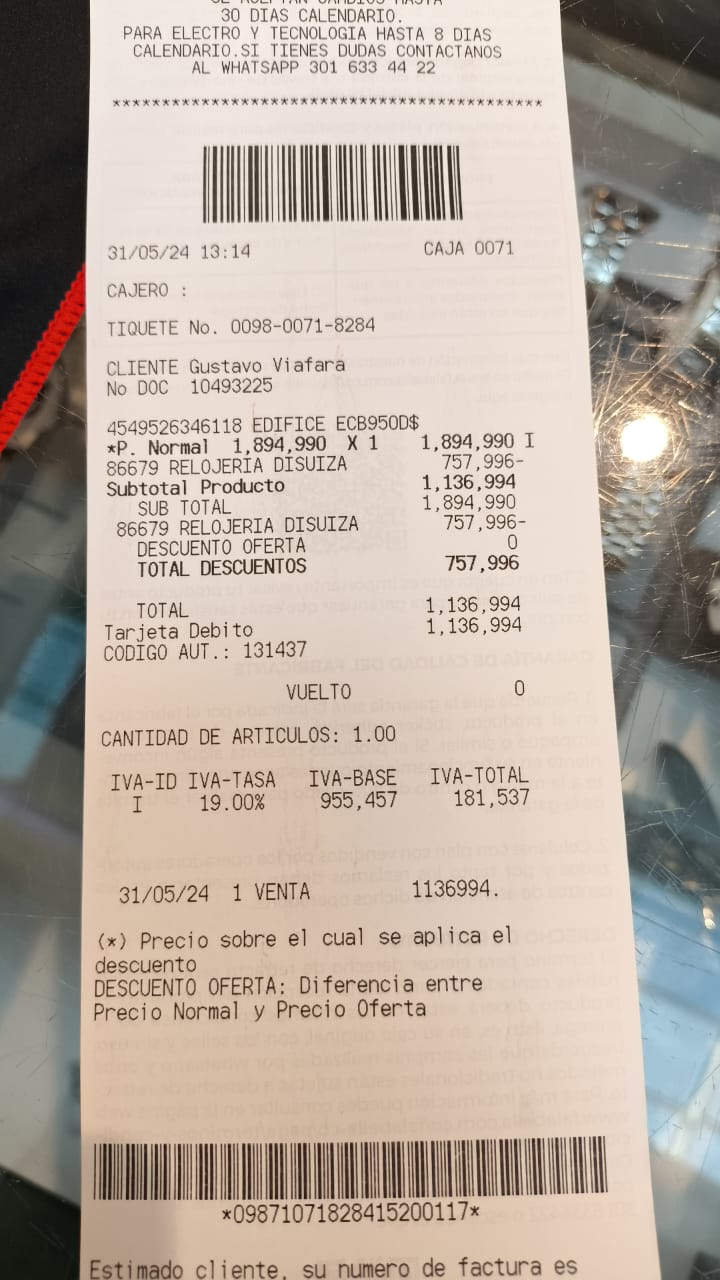 SE ACEPTAN CAMBIOS HASTA
30 DIAS CALENDARIO.
PARA ELECTRO Y TECNOLOGIA HASTA 8 DIAS
CALENDARIO.SI TIENES DUDAS CONTACTANOS
AL WHATSAPP 301 633 44 22
*******************************************
31/05/24 13:14 CAJA 0071
CAJERO :
TIQUETE No. 0098-0071-8284
CLIENTE Gustavo Viafara
No DOC 10493225
4549526346118 EDIFICE ECB950D$
*P. Normal 1,894,990 X 1 1,894,990 I
86679 RELOJERIA DISUIZA 757,996-
Subtotal Producto 1,136,994
SUB TOTAL 1,894,990
86679 RELOJERIA DISUIZA 757,996-
DESCUENTO OFERTA 0
TOTAL DESCUENTOS 757,996
TOTAL 1,136,994
Tarjeta Debito 1,136,994
CODIGO AUT.: 131437
VUELTO 0
CANTIDAD DE ARTICULOS: 1.00
IVA-ID IVA-TASA IVA-BASE IVA-TOTAL
I 19.00% 955,457 181,537
31/05/24 1 VENTA 1136994.
(*) Precio sobre el cual se aplica el
descuento
DESCUENTO OFERTA: Diferencia entre
Precio Normal y Precio Oferta
*09871071828415200117*
Estimado cliente, su numero de factura es